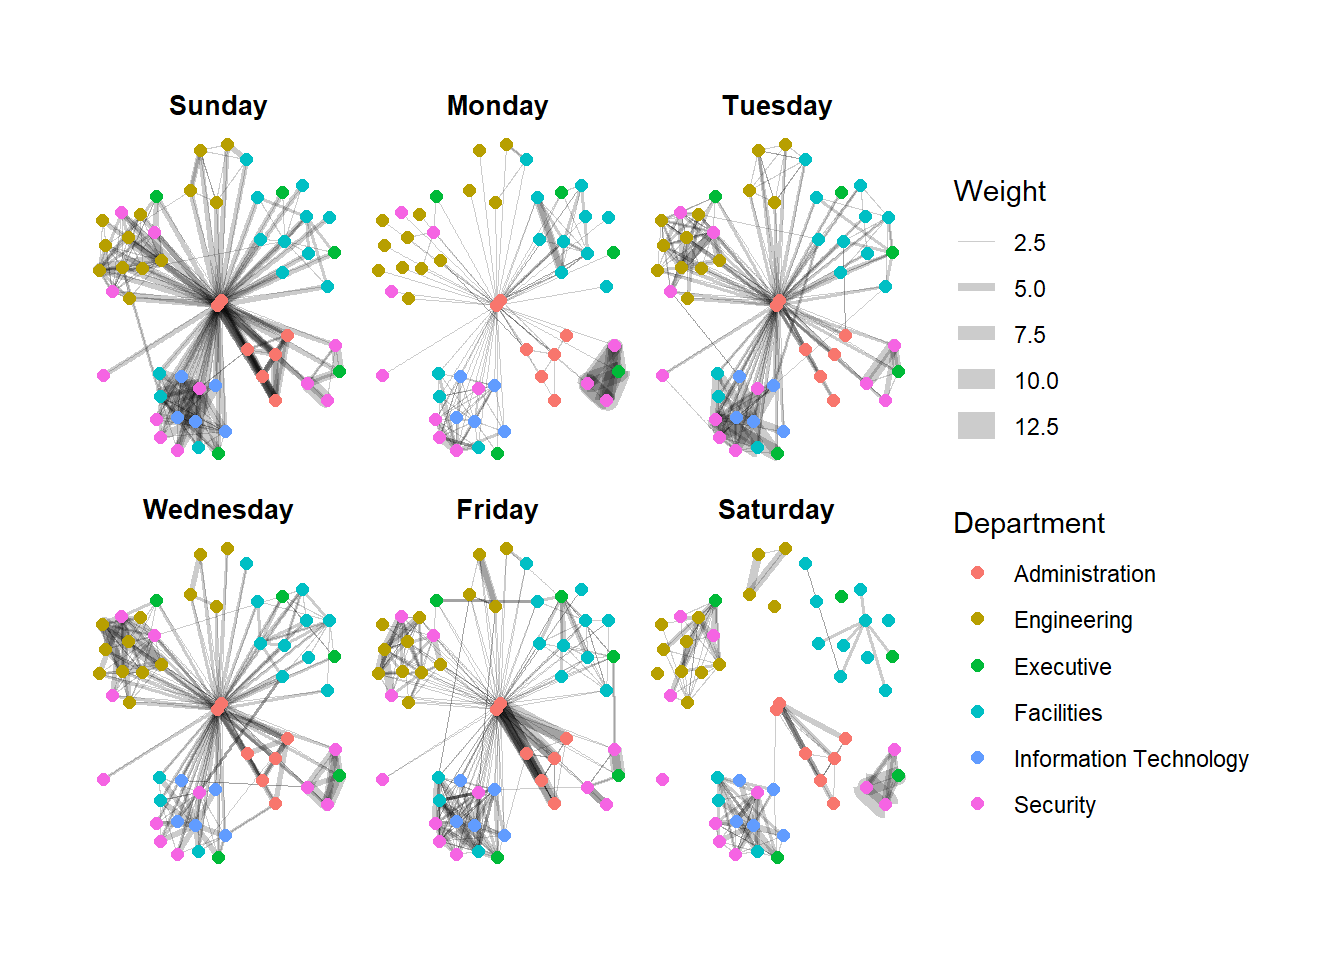 Sunday
Monday
Tuesday
Wednesday
Friday
Saturday
Weight
2.5
5.0
7.5
10.0
12.5
Department
Administration
Engineering
Executive
Facilities
Information Technology
Security